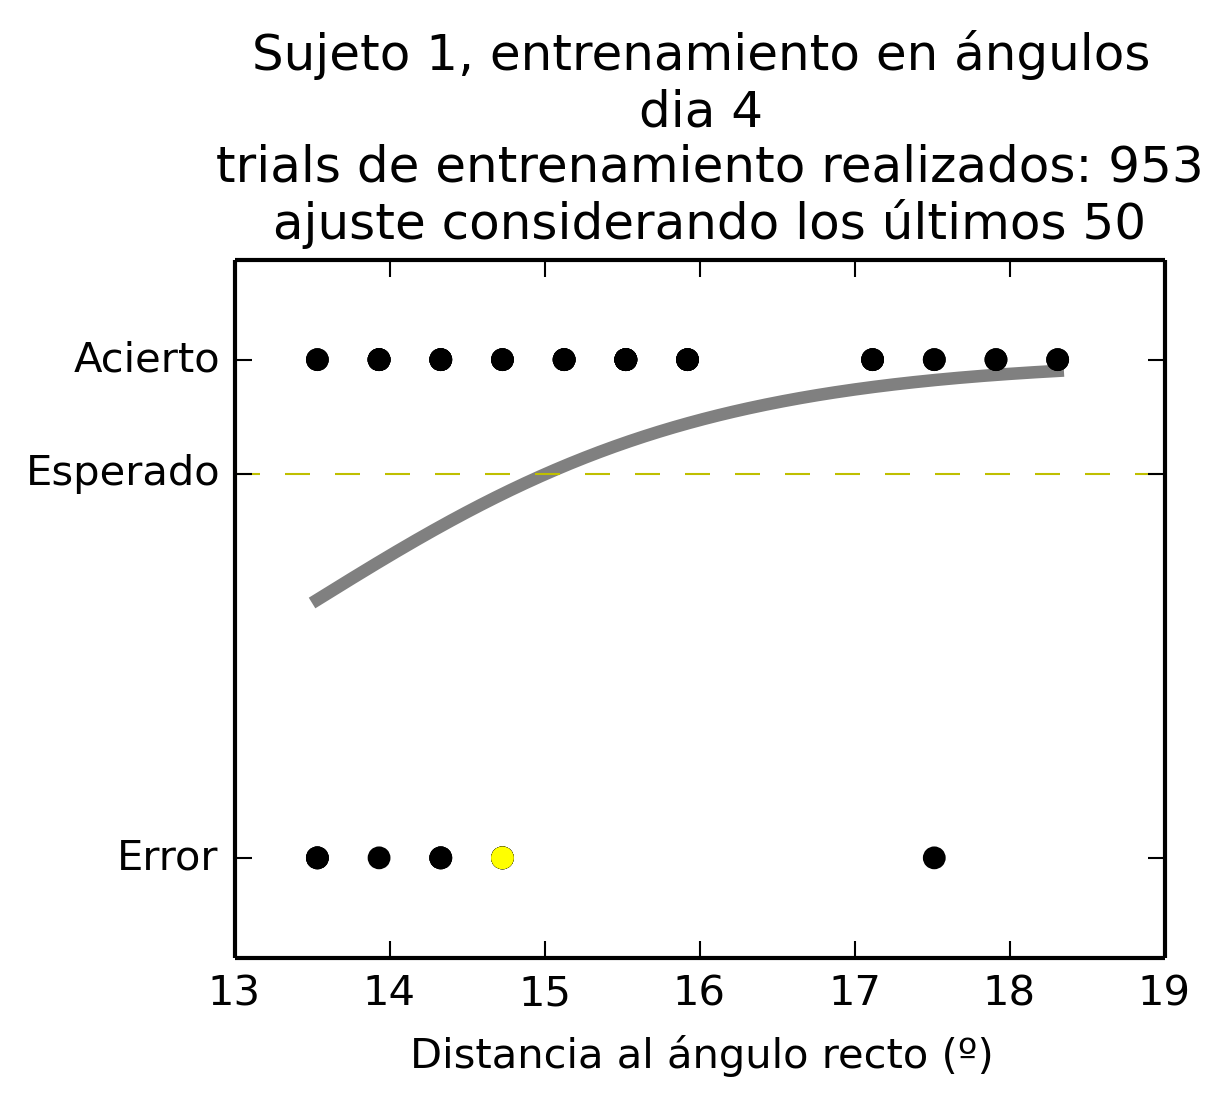 Sujeto 1, entrenamiento en ángulos
dia 4
trials de entrenamiento realizados: 953
ajuste considerando los últimos 50
Acierto
Esperado
Error
13 14 15 16 17 18 19
Distancia al ángulo recto (º)